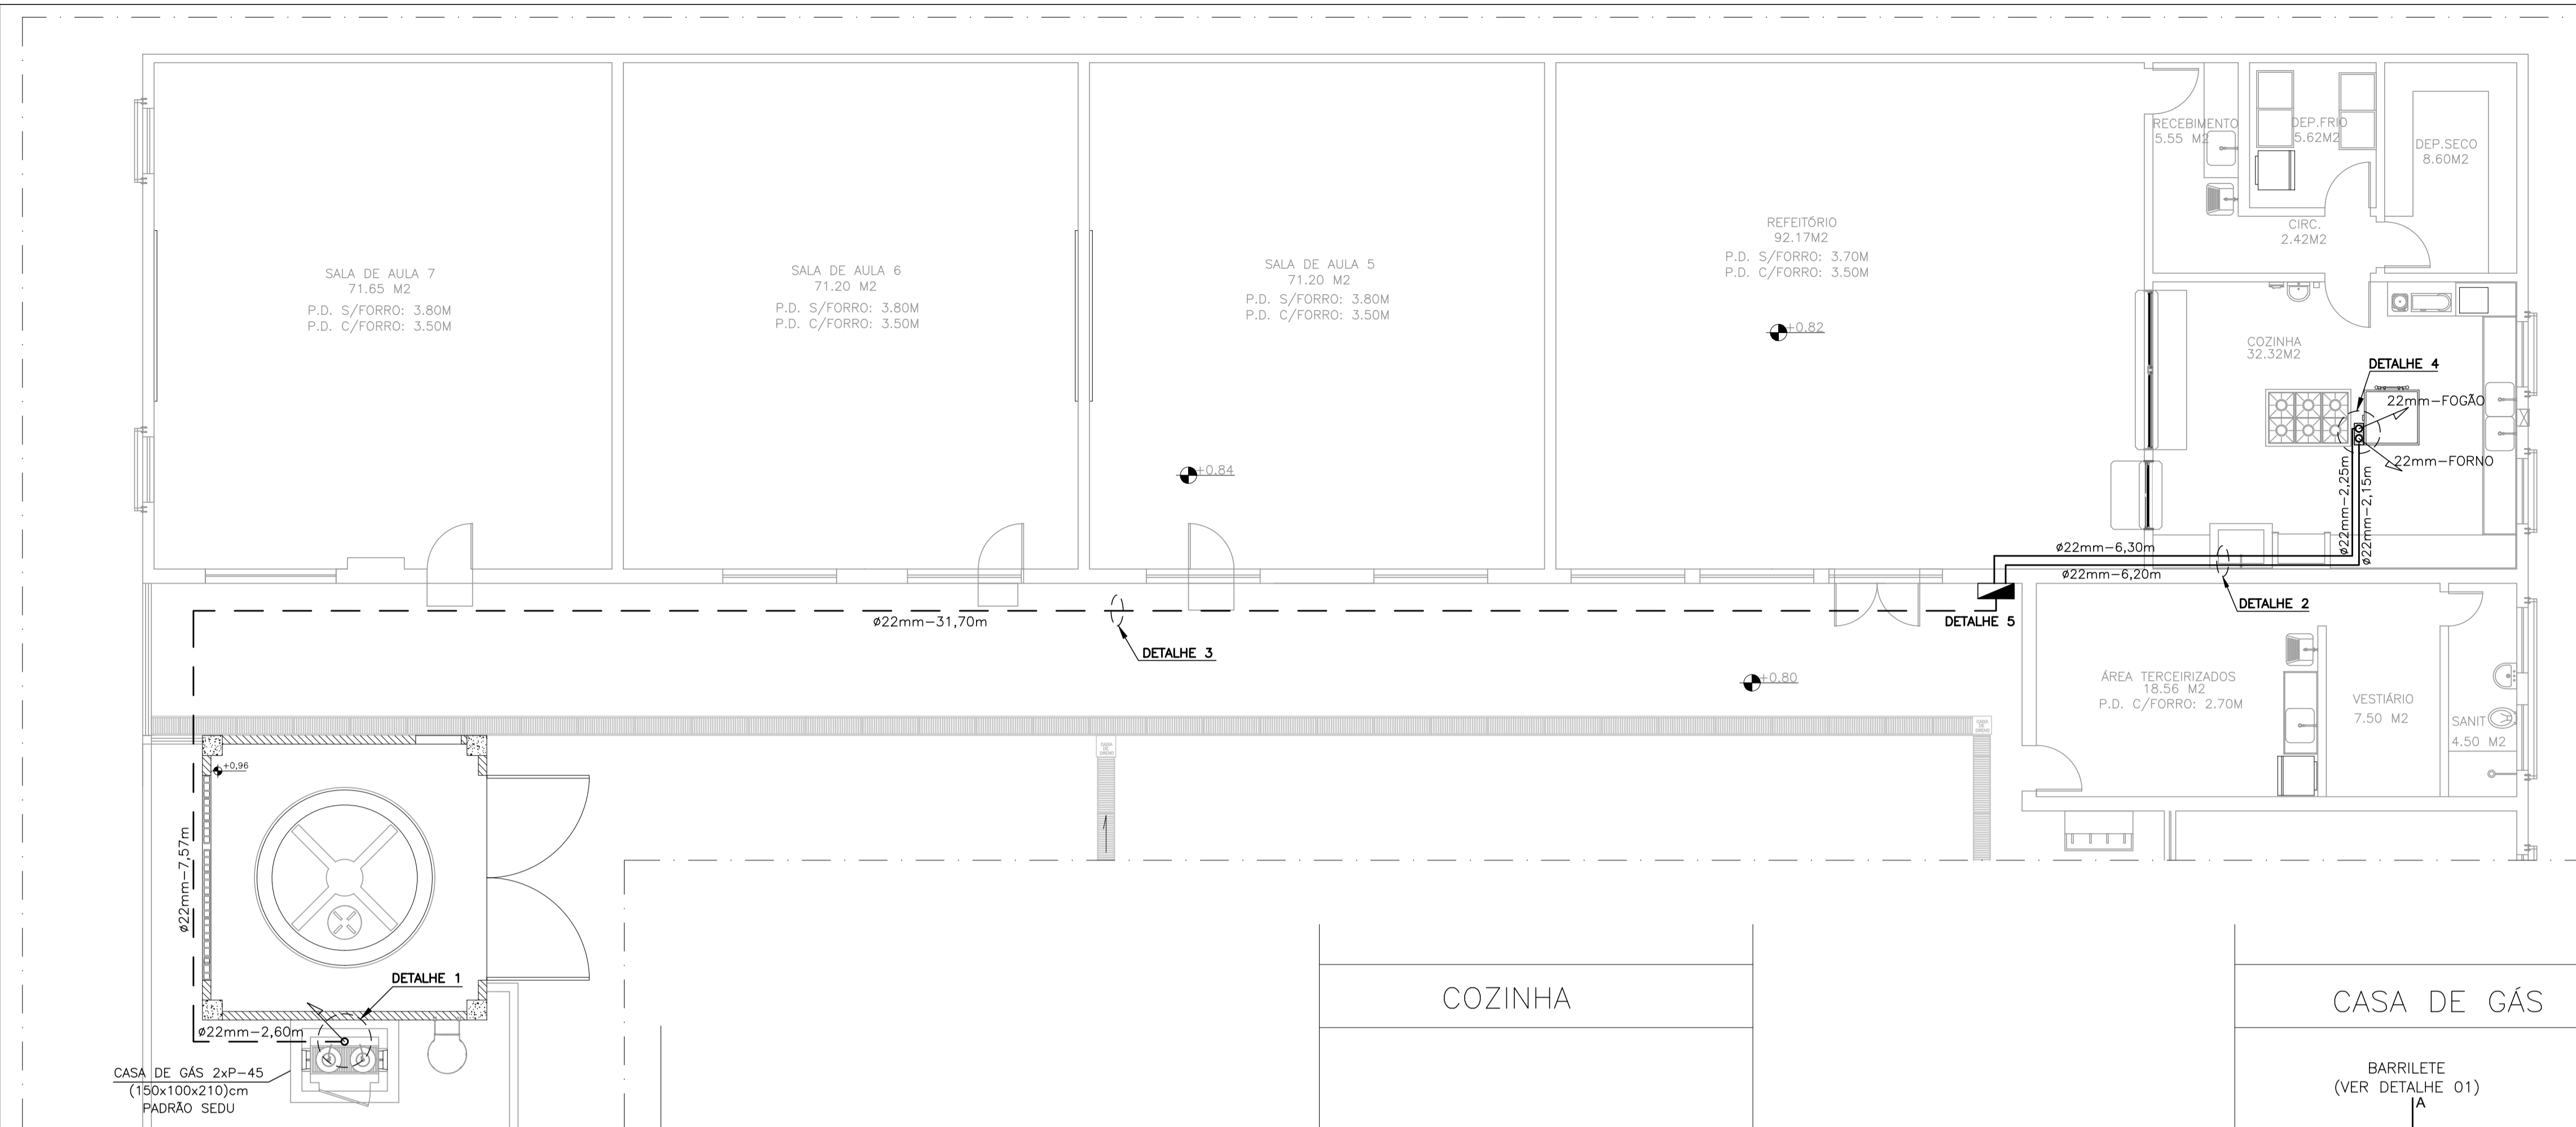 SALA DE AULA 7
71.65 M2
P.D. S/FORRO: 3.80M
P.D. C/FORRO: 3.50M
SALA DE AULA 6
71.20 M2
P.D. S/FORRO: 3.80M
P.D. C/FORRO: 3.50M
SALA DE AULA 5
71.20 M2
P.D. S/FORRO: 3.80M
P.D. C/FORRO: 3.50M
+0.84
REFEITÓRIO
92.17M2
P.D. S/FORRO: 3.70M
P.D. C/FORRO: 3.50M
+0.82
RECEBIMENTO
5.55 M2
DEP.FRIO
5.62M2
DEP.SECO
8.60M2
CIRC.
2.42M2
COZINHA
32.32M2
DETALHE 4
22mm-FOGÃO
22mm-FORNO
ø22mm-2,25m
ø22mm-2,15m
ø22mm-6,30m
ø22mm-6,20m
DETALHE 2
DETALHE 5
ø22mm-31,70m
DETALHE 3
+0.80
ÁREA TERCEIRIZADOS
18.56 M2
P.D. C/FORRO: 2.70M
VESTIÁRIO
7.50 M2
SANIT
4.50 M2
CAIXA
DE
DRENO
CAIXA
DE
DRENO
+0,96
ø22mm-7,57m
DETALHE 1
ø22mm-2,60m
CASA DE GÁS 2xP-45
(150x100x210)cm
PADRÃO SEDU
COZINHA
CASA DE GÁS
BARRILETE
(VER DETALHE 01)
A